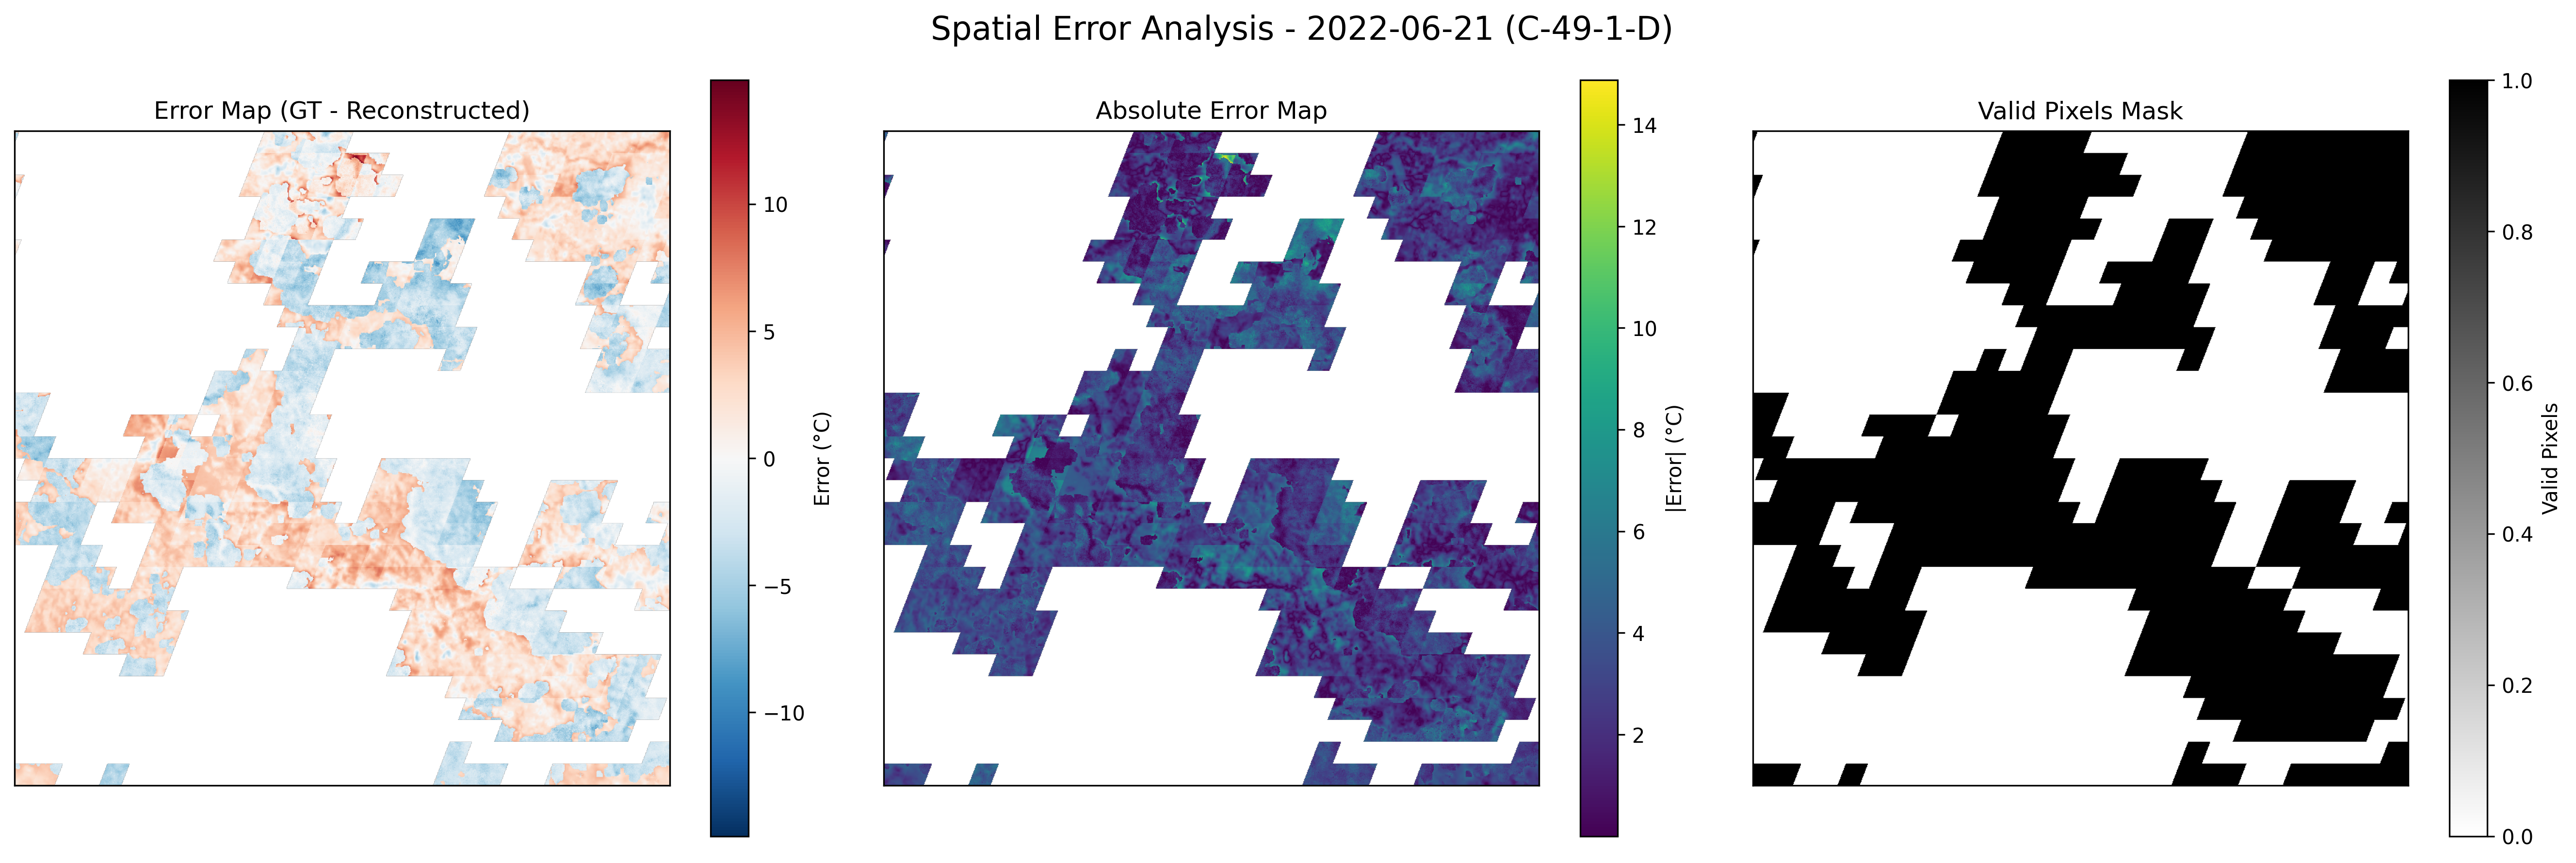 Spatial Error Analysis - 2022-06-21 (C-49-1-D)
Error Map (GT - Reconstructed)
10
5
0
−5
−10
Error (°C)
Absolute Error Map
14
12
10
8
6
4
2
|Error| (°C)
Valid Pixels Mask
1.0
0.8
0.6
0.4
0.2
0.0
Valid Pixels